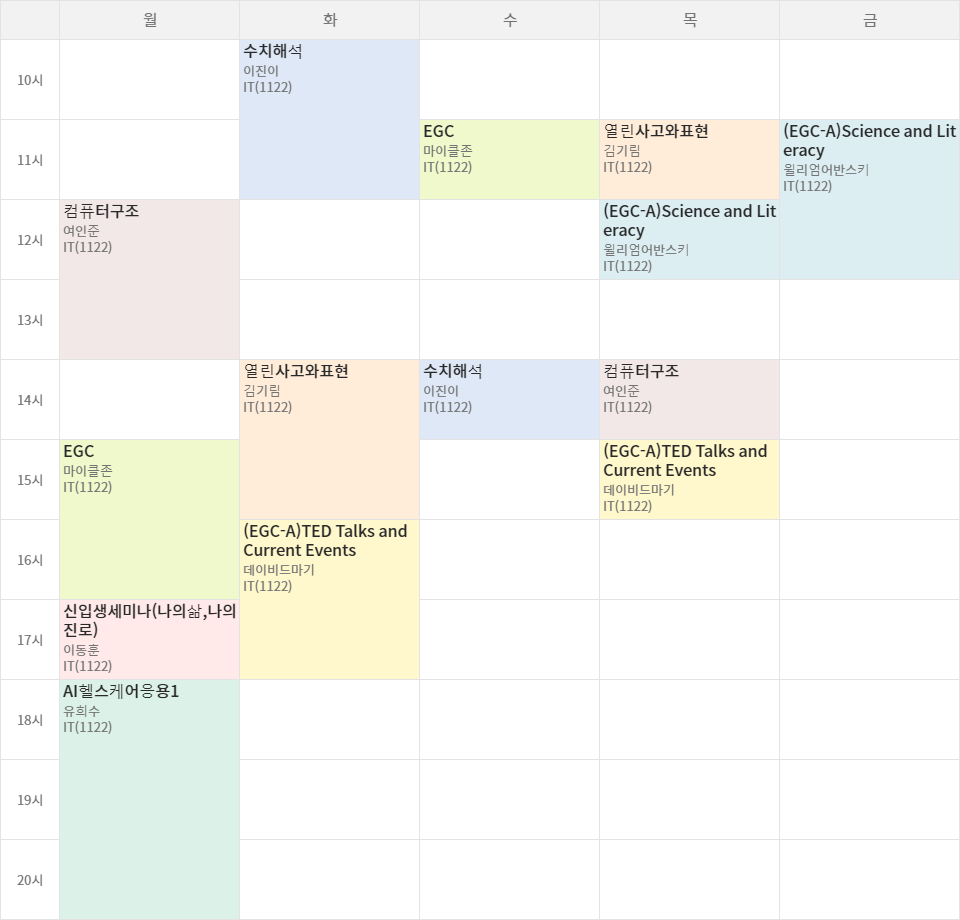 월 화 수 목 금
10시
수치해석
이진이
IT(1122)
11시
EGC
마이클존
IT(1122)
열린사고와표현
김기림
IT(1122)
(EGC-A)Science and Lit
eracy
윌리엄어반스키
IT(1122)
12시
컴퓨터구조
여인준
IT(1122)
(EGC-A)Science and Lit
eracy
윌리엄어반스키
IT(1122)
13시
14시
열린사고와표현
김기림
IT(1122)
수치해석
이진이
IT(1122)
컴퓨터구조
여인준
IT(1122)
15시
EGC
마이클존
IT(1122)
(EGC-A)TED Talks and
Current Events
데이비드마기
IT(1122)
16시
(EGC-A)TED Talks and
Current Events
데이비드마기
IT(1122)
17시
신입생세미나(나의삶,나의
진로)
이동훈
IT(1122)
18시
AI헬스케어응용1
유희수
IT(1122)
19시
20시